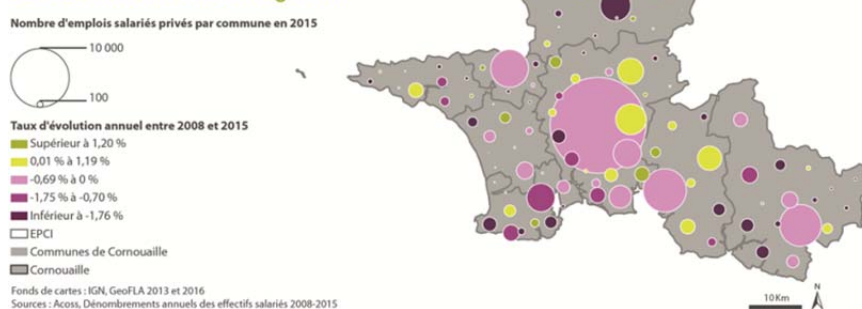 Nombre d'emplois salariés privés par commune en 2015
10 000
100
Taux d'évolution annuel entre 2008 et 2015
Supérieur à 1,20 %
0,01 % à 1,19 %
-0,69 % à 0 %
-1,75 % à -0,70 %
Inférieur à -1,76 %
EPCI
Communes de Cornouaille
Cornouaille
Fonds de cartes : IGN, GeoFLA 2013 et 2016
Sources : Acoss, Dénombrements annuels des effectifs salariés 2008-2015
10 Km
N